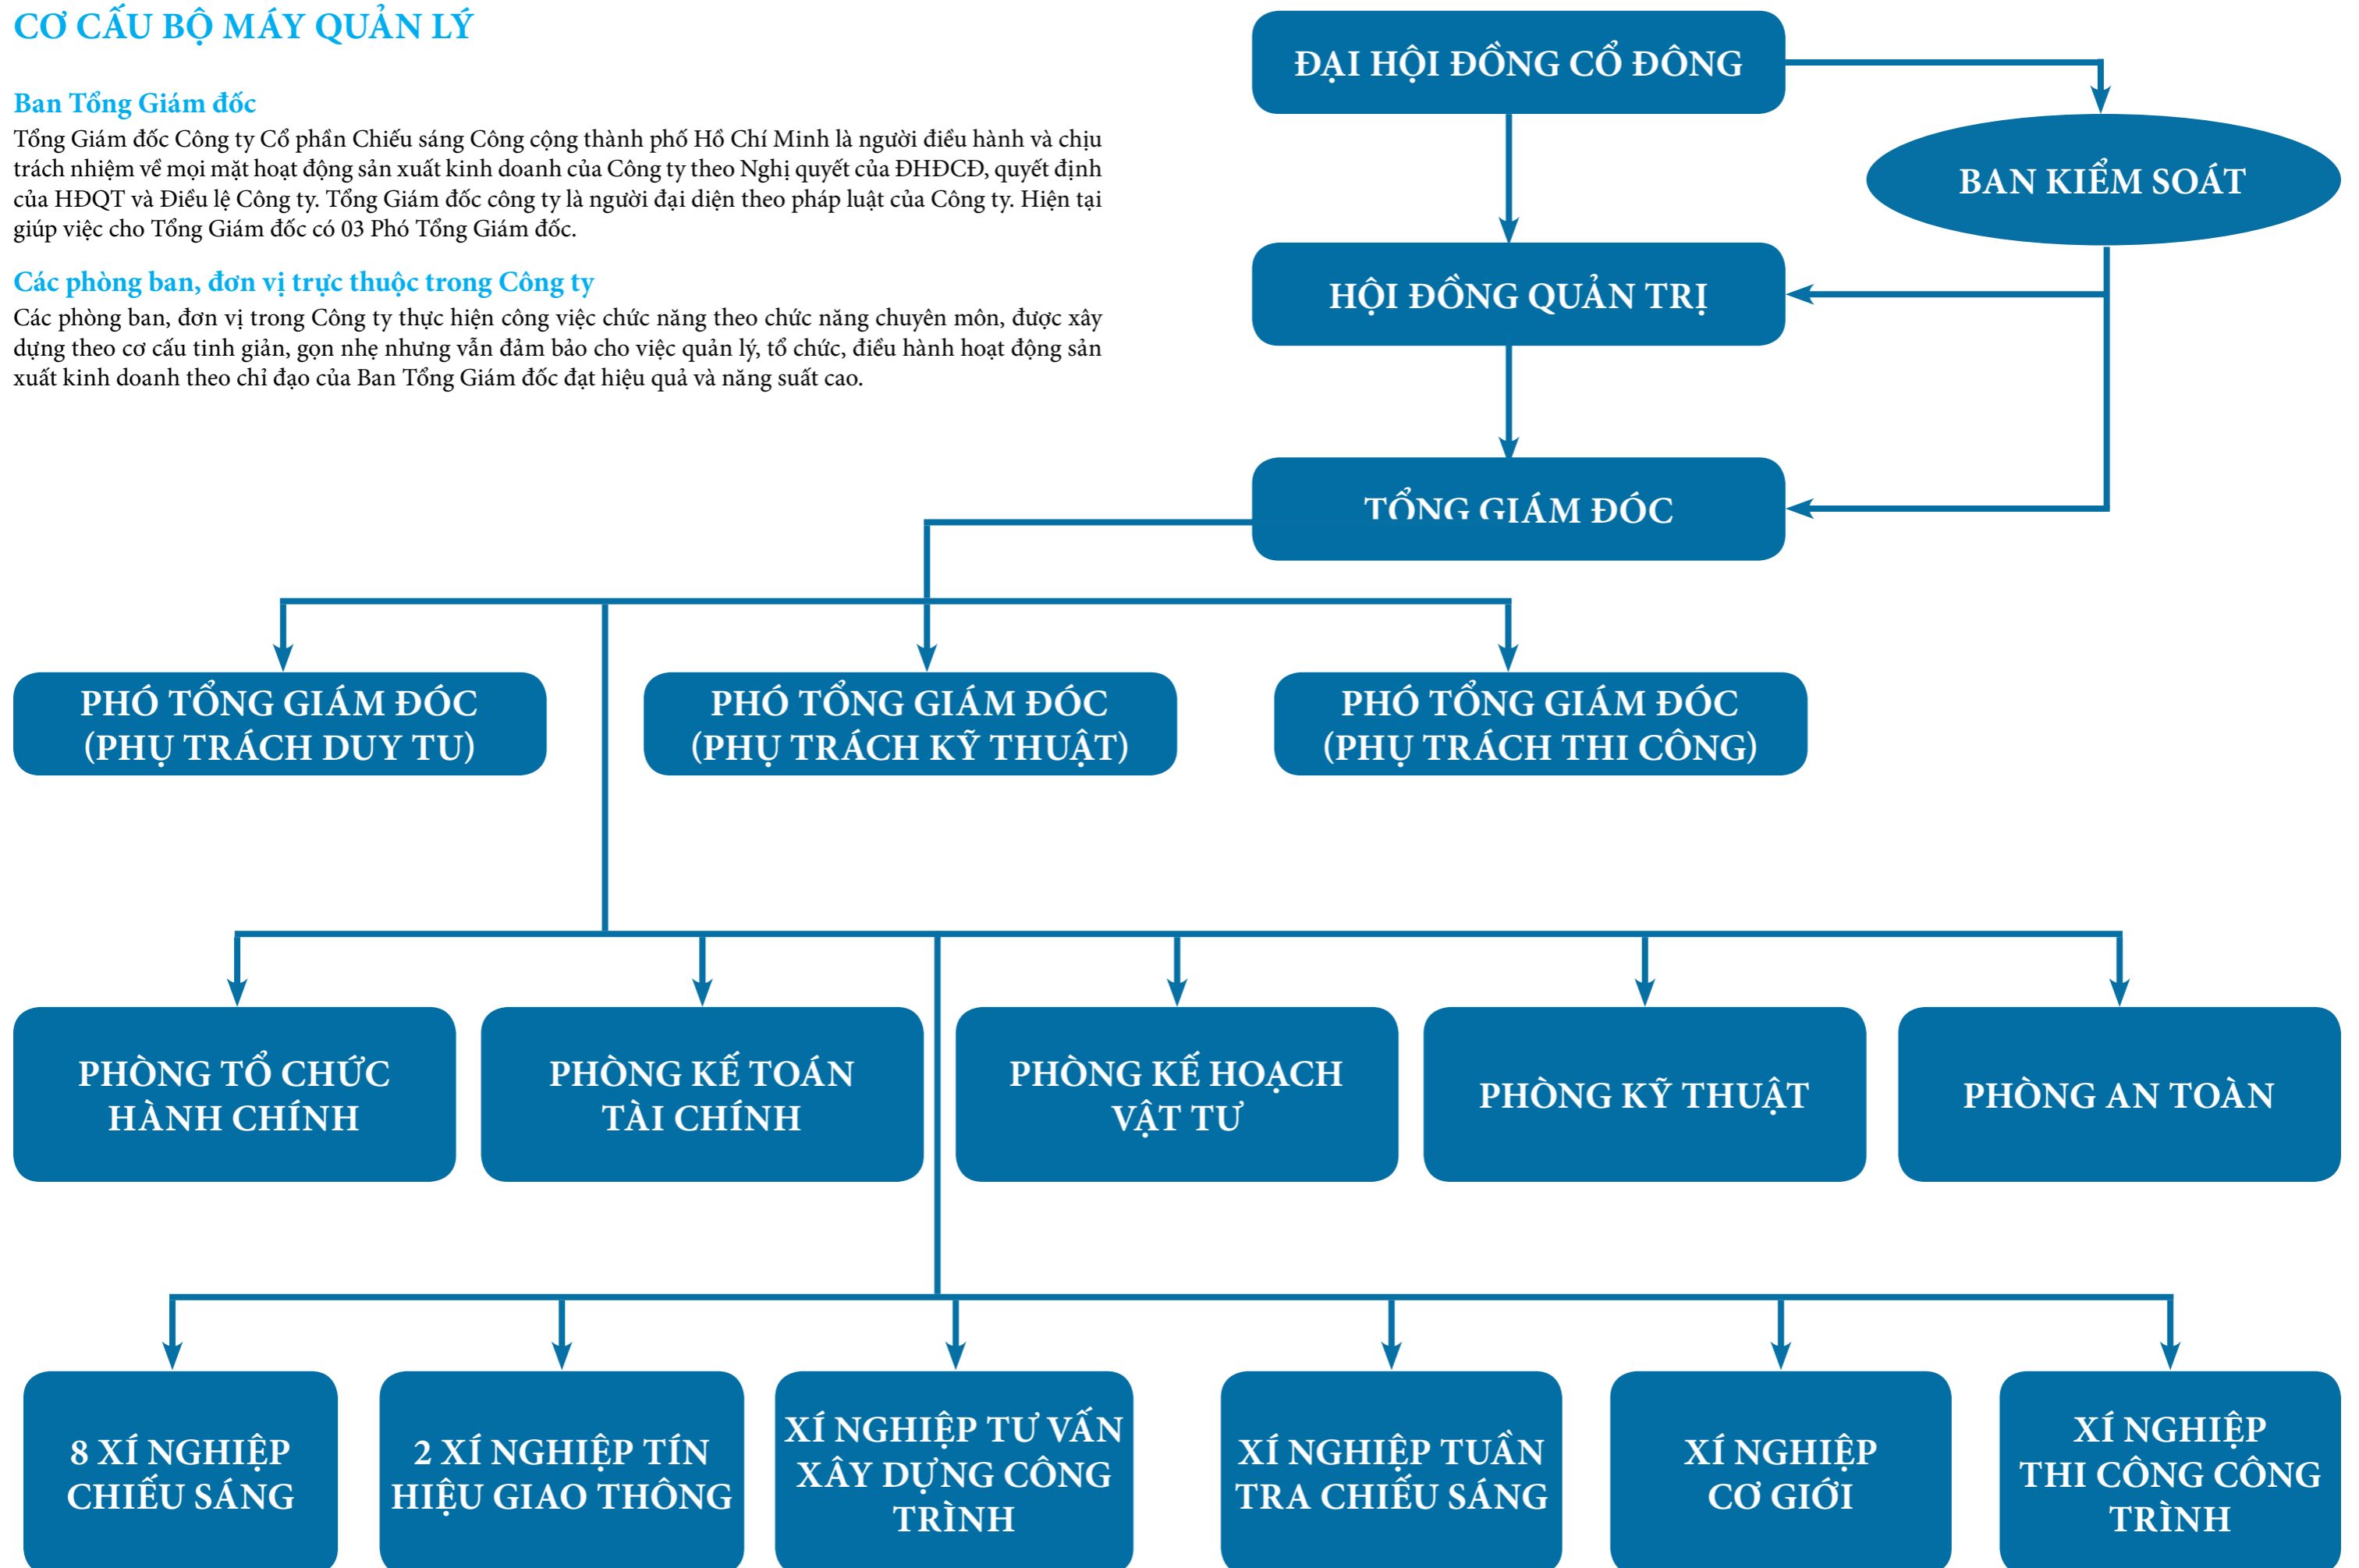 CƠ CẤU BỘ MÁY QUẢN LÝ
Ban Tổng Giám đốc
Tổng Giám đốc Công ty Cổ phần Chiếu sáng Công cộng thành phố Hồ Chí Minh là người điều hành và chịu
trách nhiệm về mọi mặt hoạt động sản xuất kinh doanh của Công ty theo Nghị quyết của ĐHĐCĐ, quyết định
của HĐQT và Điều lệ Công ty. Tổng Giám đốc công ty là người đại diện theo pháp luật của Công ty. Hiện tại
giúp việc cho Tổng Giám đốc có 03 Phó Tổng Giám đốc.
Các phòng ban, đơn vị trực thuộc trong Công ty
Các phòng ban, đơn vị trong Công ty thực hiện công việc chức năng theo chức năng chuyên môn, được xây
dựng theo cơ cấu tinh giản, gọn nhẹ nhưng vẫn đảm bảo cho việc quản lý, tổ chức, điều hành hoạt động sản
xuất kinh doanh theo chỉ đạo của Ban Tổng Giám đốc đạt hiệu quả và năng suất cao.
ĐẠI HỘI ĐỒNG CỔ ĐÔNG
BAN KIỂM SOÁT
HỘI ĐỒNG QUẢN TRỊ
TỔNG GIÁM ĐÓC
PHÓ TỔNG GIÁM ĐÓC
(PHỤ TRÁCH DUY TU)
PHÓ TỔNG GIÁM ĐÓC
(PHỤ TRÁCH KỸ THUẬT)
PHÓ TỔNG GIÁM ĐÓC
(PHỤ TRÁCH THI CÔNG)
PHÒNG TỔ CHỨC
HÀNH CHÍNH
PHÒNG KẾ TOÁN
TÀI CHÍNH
PHÒNG KẾ HOẠCH
VẬT TƯ
PHÒNG KỸ THUẬT
PHÒNG AN TOÀN
8 XÍ NGHIỆP
CHIẾU SÁNG
2 XÍ NGHIỆP TÍN
HIỆU GIAO THÔNG
XÍ NGHIỆP TƯ VẤN
XÂY DỰNG CÔNG
TRÌNH
XÍ NGHIỆP TUẦN
TRA CHIẾU SÁNG
XÍ NGHIỆP
CƠ GIỚI
XÍ NGHIỆP
THI CÔNG CÔNG
TRÌNH